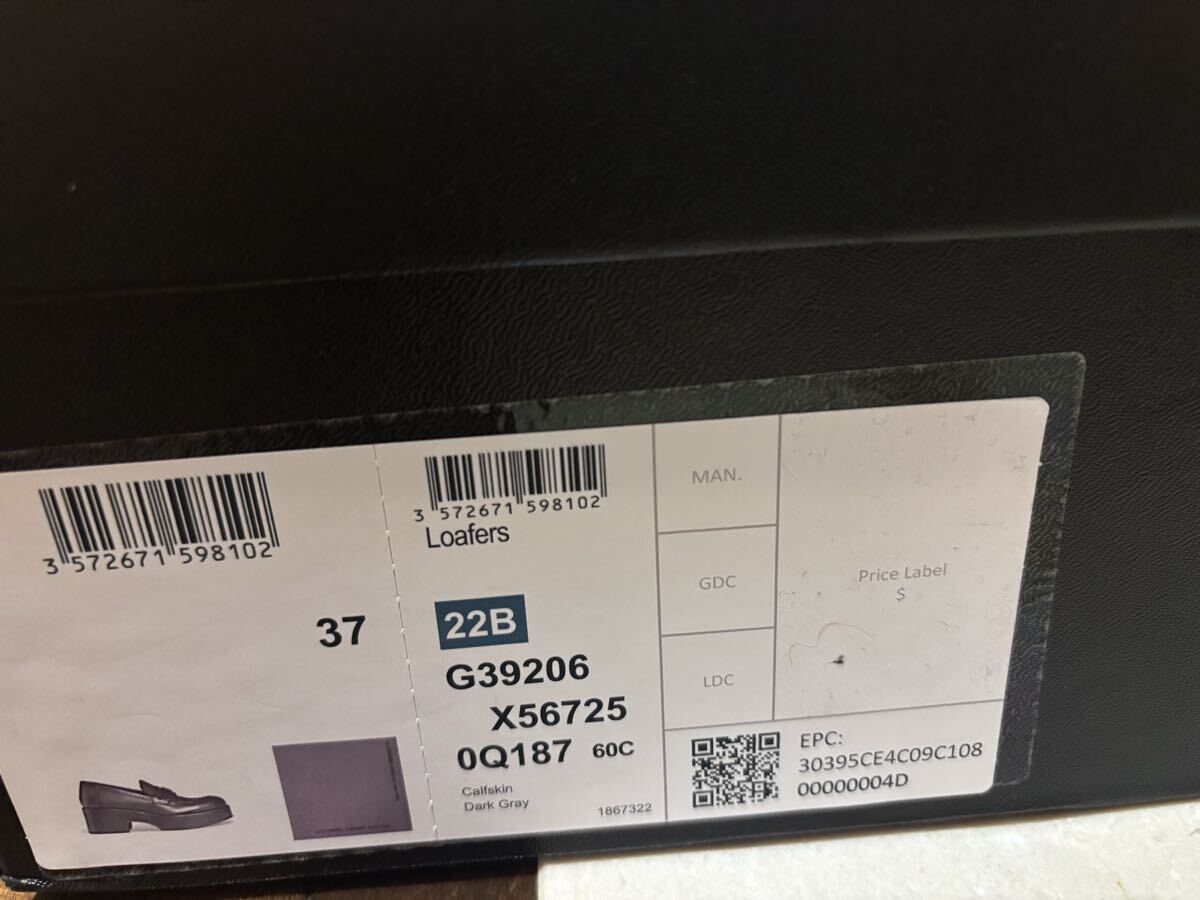 3 572671 598102
37
3 572671 598102
Loafers
22B
G39206
X56725
0Q187 60C
Calfskin
Dark Gray
1867322
MAN.
GDC
LDC
Price Label
$
EPC:
30395CE4C09C108
00000004D